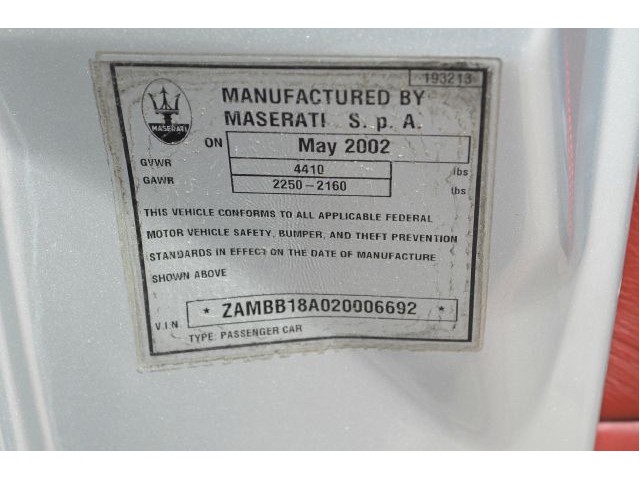 193213
MASERATI
MANUFACTURED BY
MASERATI S.p.A.
ON May 2002
GVWR 4410 lbs
GAWR 2250-2160 lbs
THIS VEHICLE CONFORMS TO ALL APPLICABLE FEDERAL
MOTOR VEHICLE SAFETY, BUMPER, AND THEFT PREVENTION
STANDARDS IN EFFECT ON THE DATE OF MANUFACTURE
SHOWN ABOVE
V.I.N. * ZAMBB18A020006692 *
TYPE: PASSENGER CAR